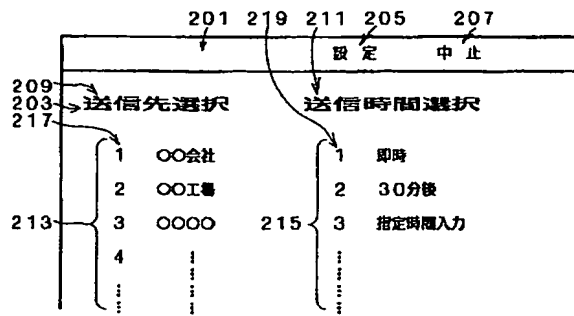 201 219 211 205 207
設定 中止
209
203 送信先選択 送信時間選択
217
1 〇〇会社 1 即時
2 〇〇工場 2 30分後
213 3 〇〇〇〇 215 3 指定時間入力
4